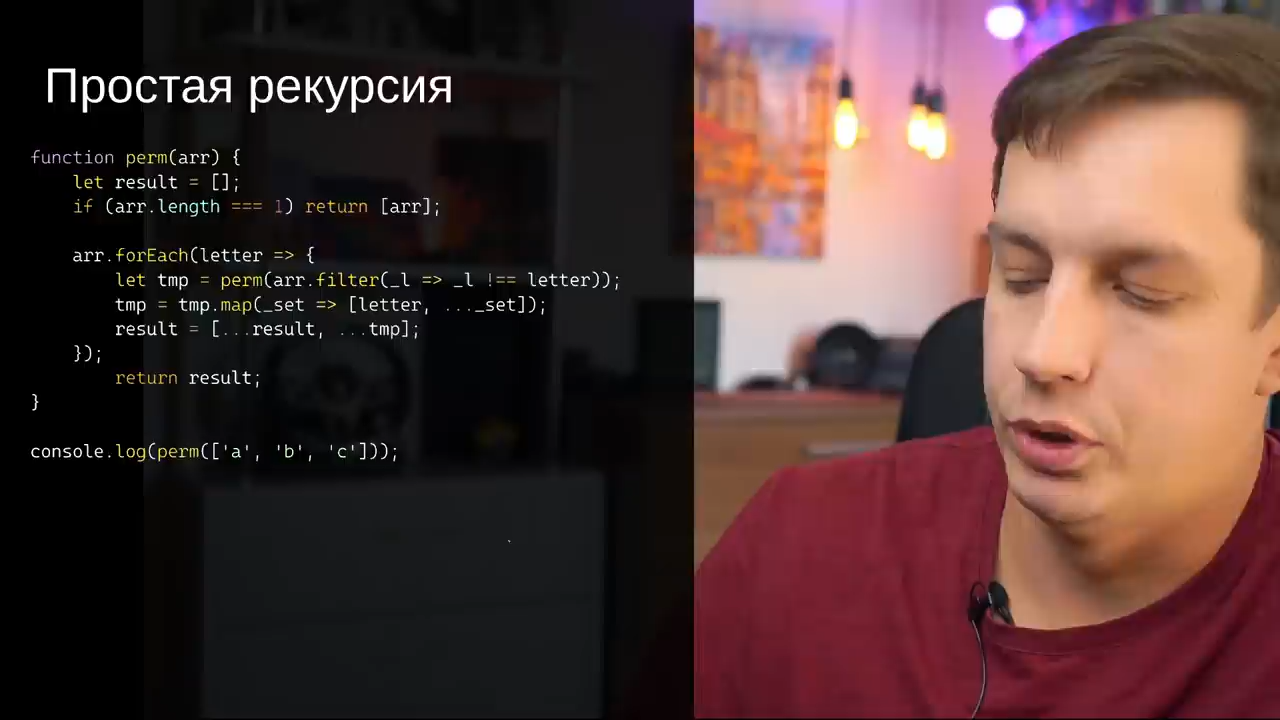 Простая рекурсия
function perm(arr) {
    let result = [];
    if (arr.length === 1) return [arr];
    arr.forEach(letter => {
        let tmp = perm(arr.filter(_l => _l !== letter));
        tmp = tmp.map(_set => [letter, ..._set]);
        result = [...result, ...tmp];
    });
        return result;
}
console.log(perm(['a', 'b', 'c']));